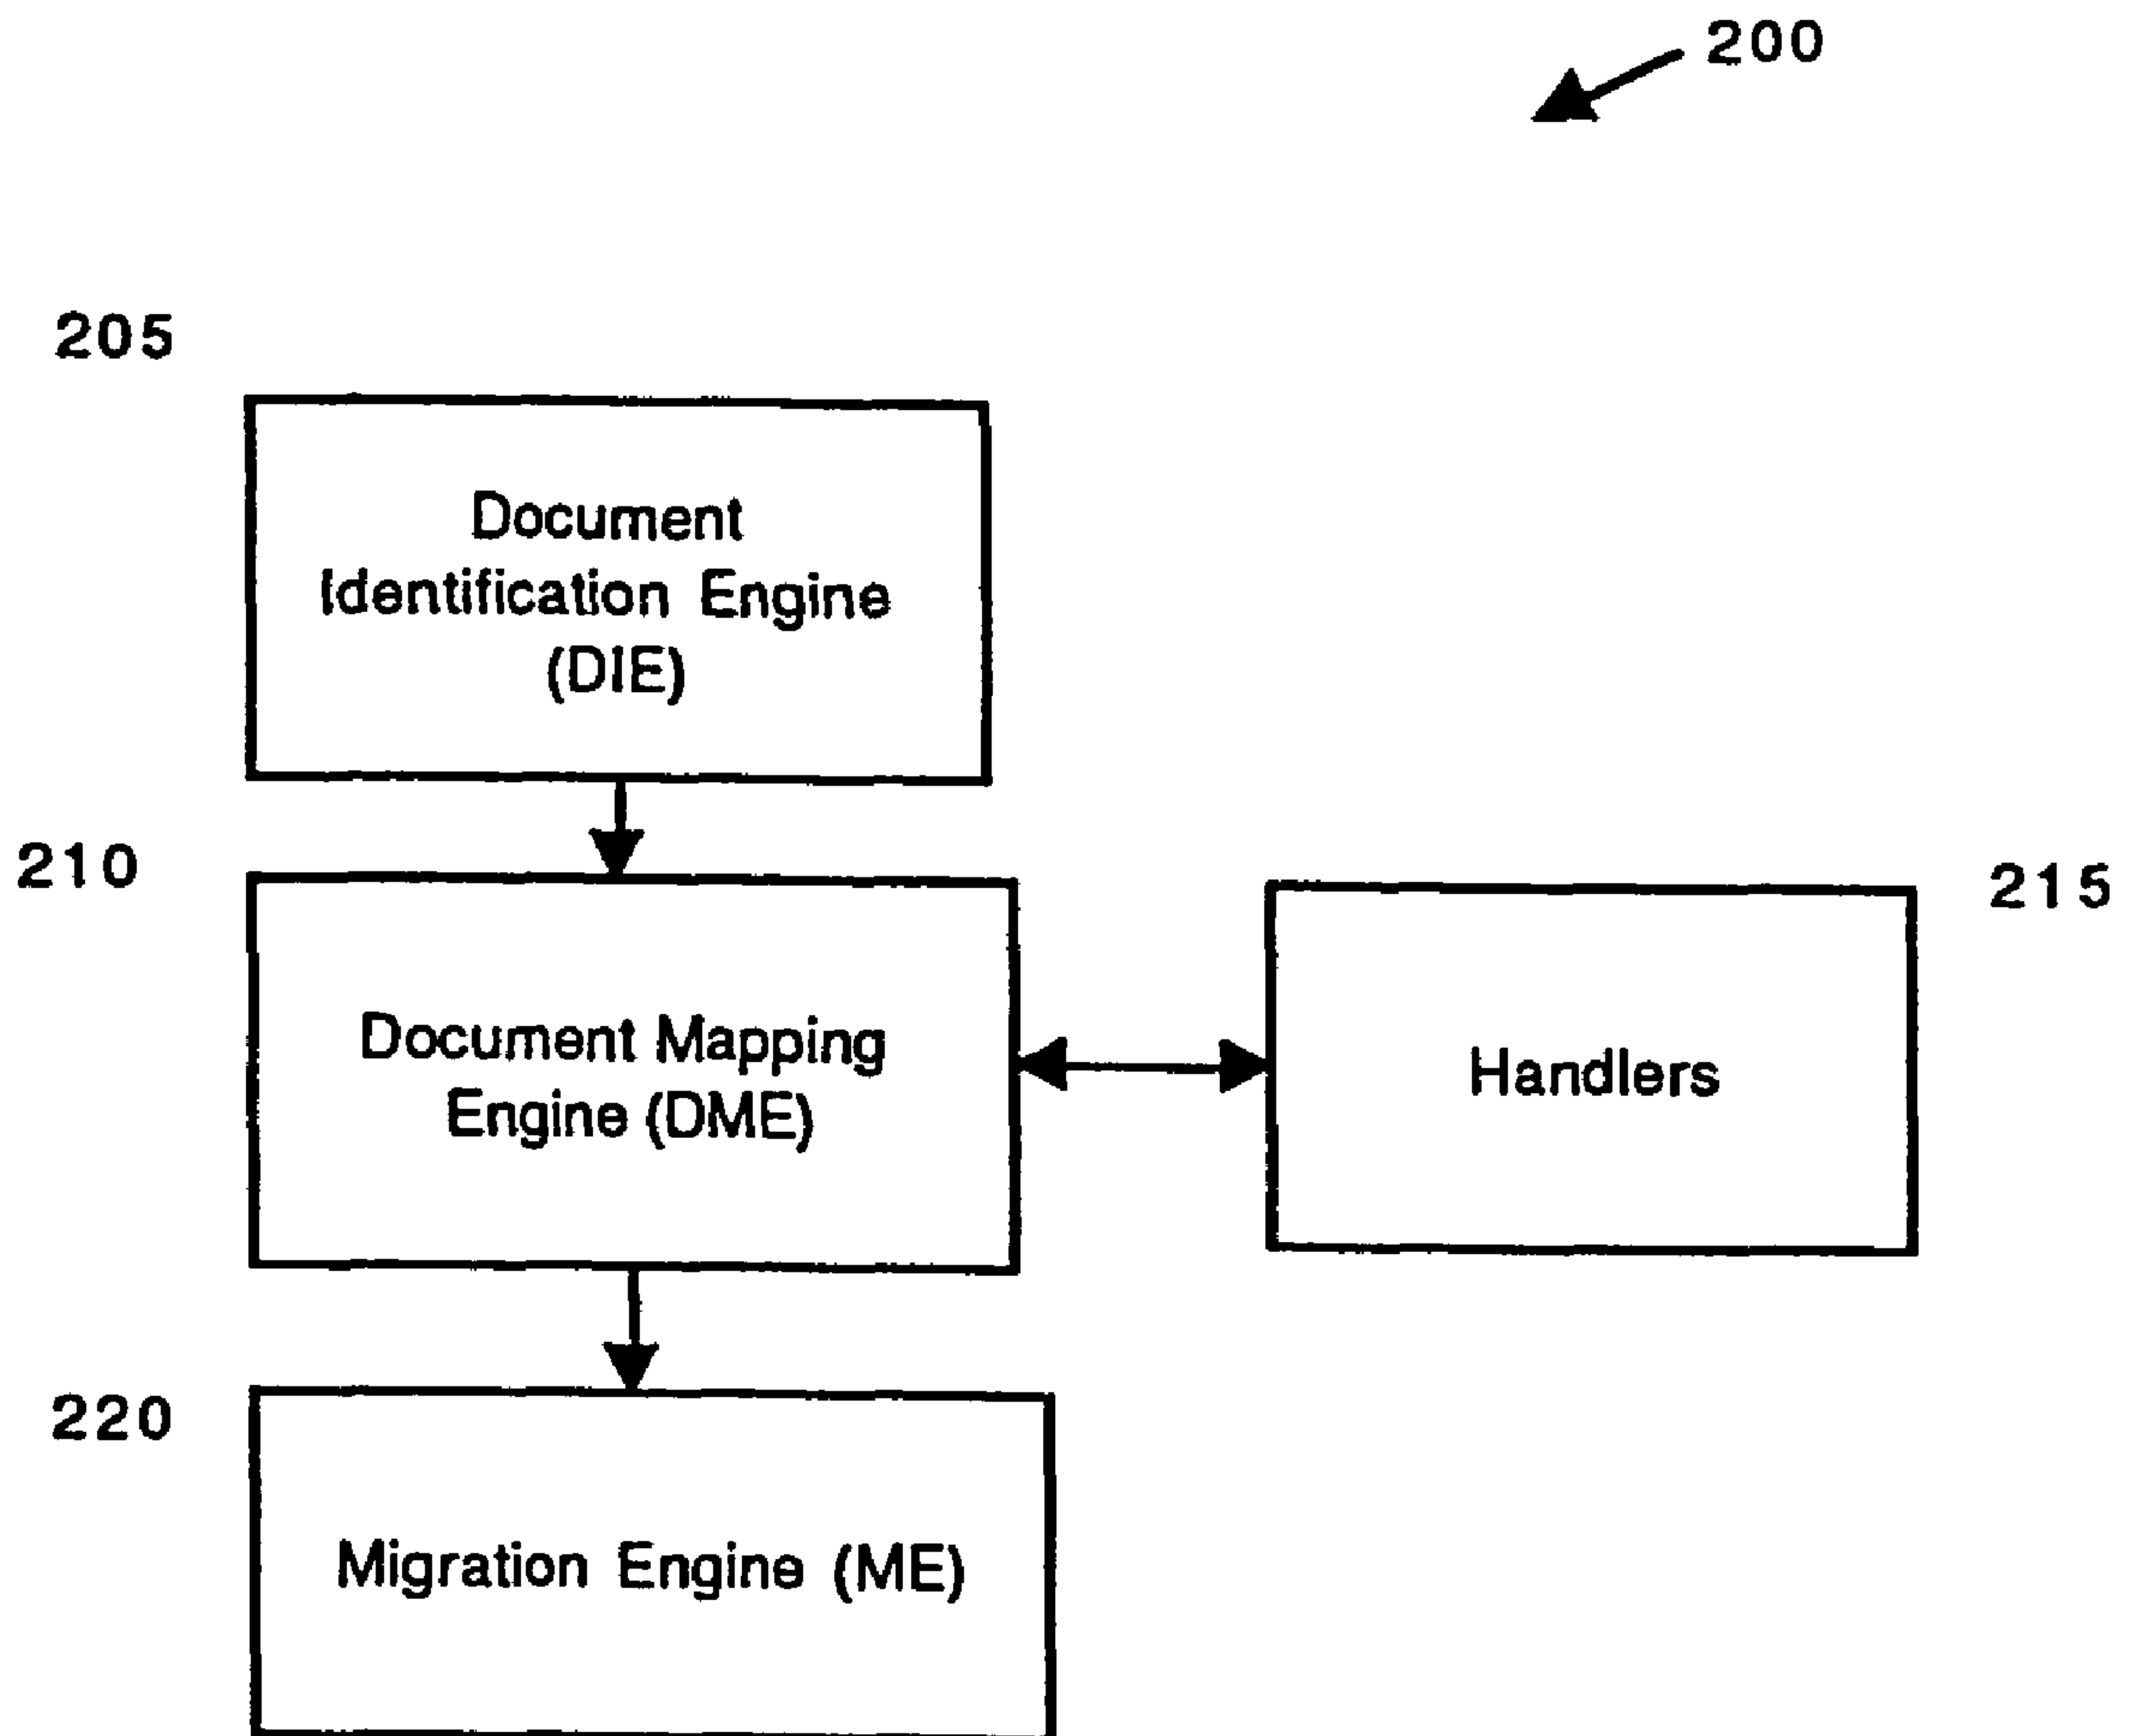 200
205
Document
Identification Engine
(DIE)
210
215
Document Mapping
Engine (DME)
Handlers
220
Migration Engine (ME)